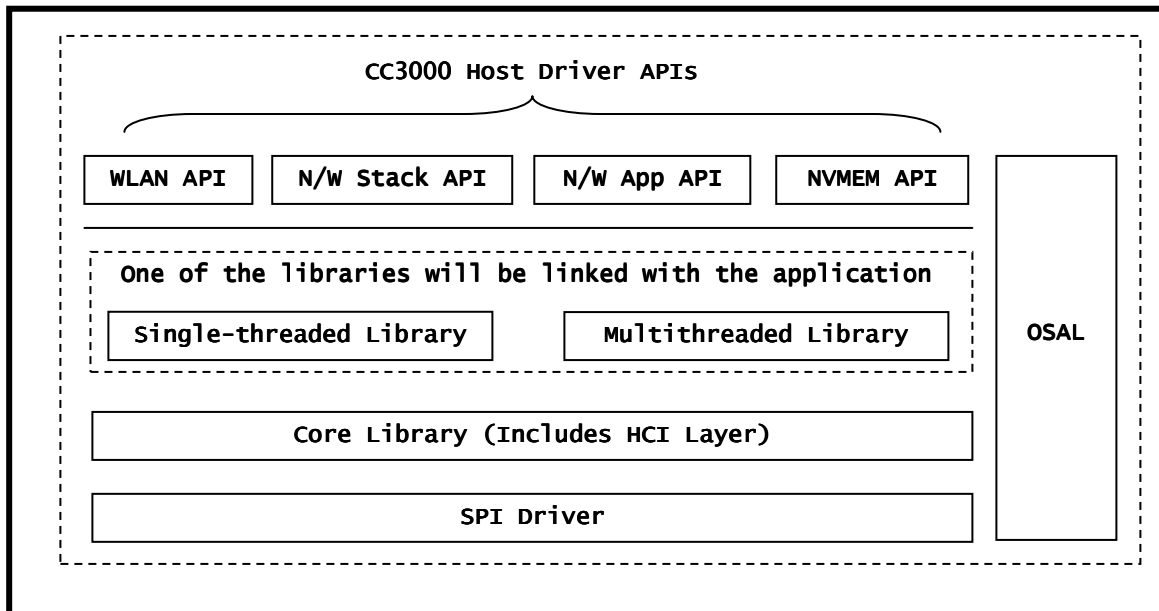 CC3000 Host Driver APIs
WLAN API
N/W Stack API
N/W App API
NVMEM API
One of the libraries will be linked with the application
Single-threaded Library
Multithreaded Library
OSAL
Core Library (Includes HCI Layer)
SPI Driver